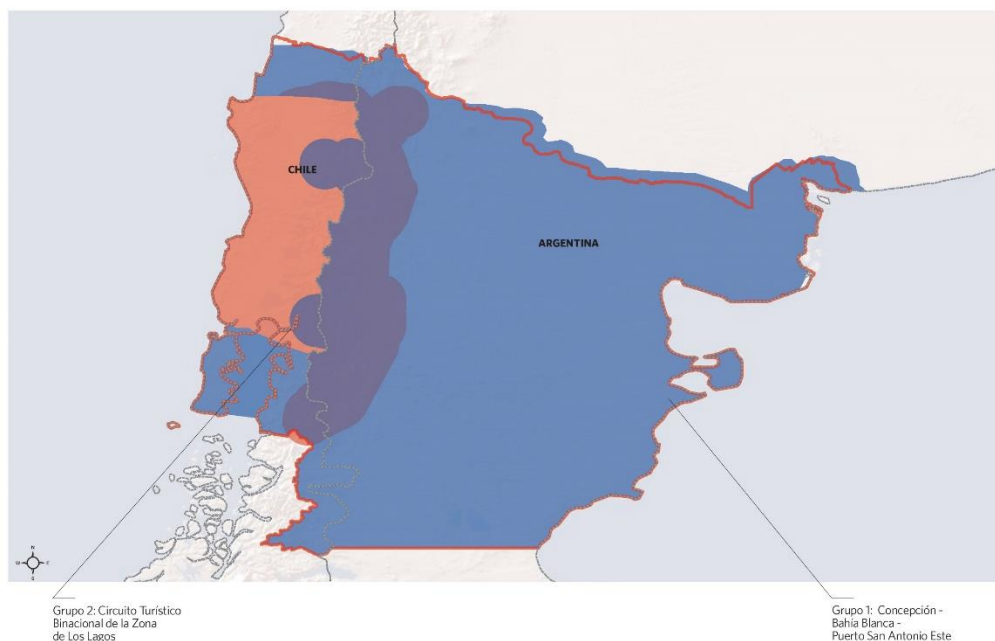 CHILE
ARGENTINA
N
W E
S
Grupo 2: Circuito Turístico
Binacional de la Zona
de Los Lagos
Grupo 1: Concepción -
Bahía Blanca -
Puerto San Antonio Este